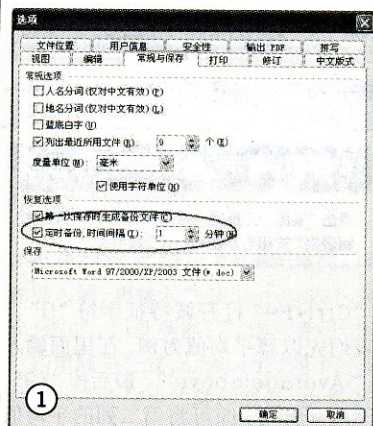 选项
文件位置 用户信息 安全性 输出 PDF 拼写
视图 编辑 常规与保存 打印 修订 中文版式
常规选项
人名分词(仅对中文有效)(P)
地名分词(仅对中文有效)(L)
蓝底白字(U)
列出最近所用文件(R): 9 个(E)
度量单位(M): 毫米
使用字符单位(N)
恢复选项
第一次保存时生成备份文件(C)
定时备份,时间间隔(T): 1 分钟
保存
Microsoft Word 97/2000/XP/2003 文件(*.doc)
①
确定 取消